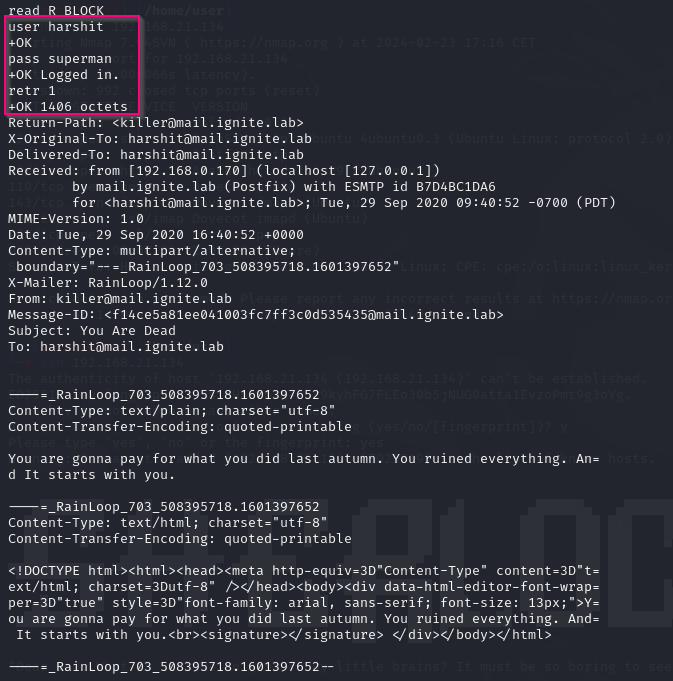 read R BLOCK
user harshit
+OK
pass superman
+OK Logged in.
retr 1
+OK 1406 octets
Return-Path: <killer@mail.ignite.lab>
X-Original-To: harshit@mail.ignite.lab
Delivered-To: harshit@mail.ignite.lab
Received: from [192.168.0.170] (localhost [127.0.0.1])
        by mail.ignite.lab (Postfix) with ESMTP id B7D4BC1DA6
        for <harshit@mail.ignite.lab>; Tue, 29 Sep 2020 09:40:52 -0700 (PDT)
MIME-Version: 1.0
Date: Tue, 29 Sep 2020 16:40:52 +0000
Content-Type: multipart/alternative;
 boundary="--=_RainLoop_703_508395718.1601397652"
X-Mailer: RainLoop/1.12.0
From: killer@mail.ignite.lab
Message-ID: <f14ce5a81ee041003fc7ff3c0d535435@mail.ignite.lab>
Subject: You Are Dead
To: harshit@mail.ignite.lab

----=_RainLoop_703_508395718.1601397652
Content-Type: text/plain; charset="utf-8"
Content-Transfer-Encoding: quoted-printable

You are gonna pay for what you did last autumn. You ruined everything. An=
d It starts with you.

----=_RainLoop_703_508395718.1601397652
Content-Type: text/html; charset="utf-8"
Content-Transfer-Encoding: quoted-printable

<!DOCTYPE html><html><head><meta http-equiv=3D"Content-Type" content=3D"t=
ext/html; charset=3Dutf-8" /></head><body><div data-html-editor-font-wrap=
per=3D"true" style=3D"font-family: arial, sans-serif; font-size: 13px;">Y=
ou are gonna pay for what you did last autumn. You ruined everything. And=
 It starts with you.<br><signature></signature> </div></body></html>

----=_RainLoop_703_508395718.1601397652--